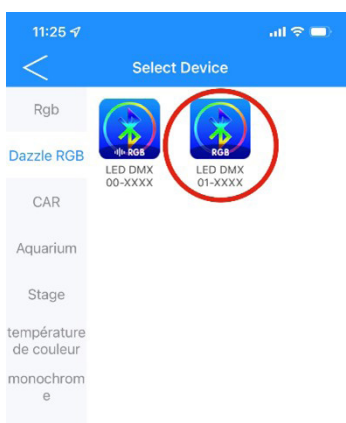 11:25
Select Device
Rgb
Dazzle RGB
CAR
Aquarium
Stage
température
de couleur
monochrom
e
RGB
LED DMX
00-XXXX
RGB
LED DMX
01-XXXX